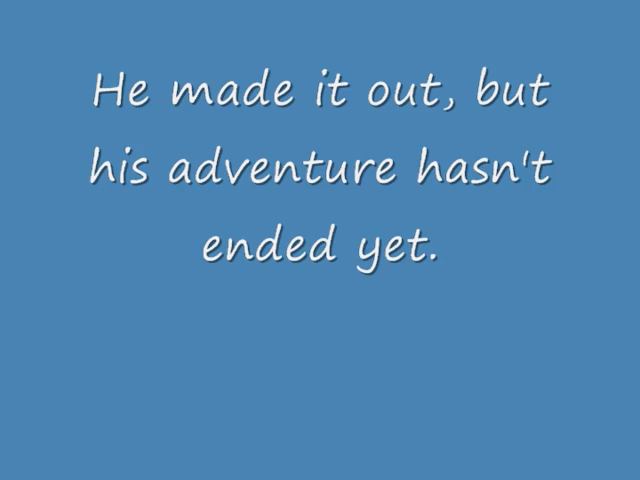 He made it out, but
his adventure hasn't
ended yet.